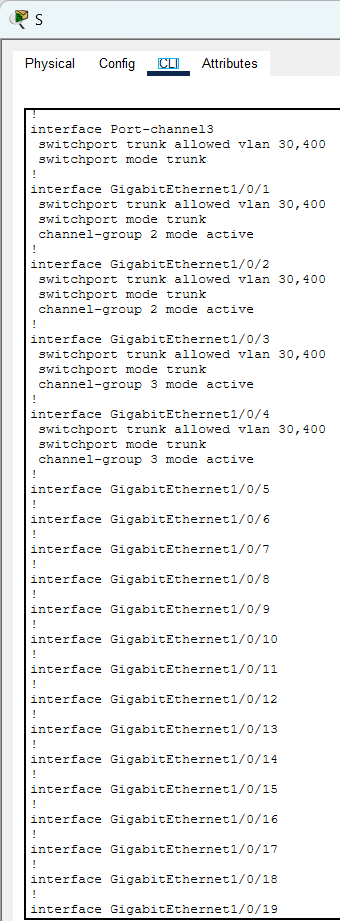 S
Physical Config CLI Attributes
!
interface Port-channel3
 switchport trunk allowed vlan 30,400
 switchport mode trunk
!
interface GigabitEthernet1/0/1
 switchport trunk allowed vlan 30,400
 switchport mode trunk
 channel-group 2 mode active
!
interface GigabitEthernet1/0/2
 switchport trunk allowed vlan 30,400
 switchport mode trunk
 channel-group 2 mode active
!
interface GigabitEthernet1/0/3
 switchport trunk allowed vlan 30,400
 switchport mode trunk
 channel-group 3 mode active
!
interface GigabitEthernet1/0/4
 switchport trunk allowed vlan 30,400
 switchport mode trunk
 channel-group 3 mode active
!
interface GigabitEthernet1/0/5
!
interface GigabitEthernet1/0/6
!
interface GigabitEthernet1/0/7
!
interface GigabitEthernet1/0/8
!
interface GigabitEthernet1/0/9
!
interface GigabitEthernet1/0/10
!
interface GigabitEthernet1/0/11
!
interface GigabitEthernet1/0/12
!
interface GigabitEthernet1/0/13
!
interface GigabitEthernet1/0/14
!
interface GigabitEthernet1/0/15
!
interface GigabitEthernet1/0/16
!
interface GigabitEthernet1/0/17
!
interface GigabitEthernet1/0/18
!
interface GigabitEthernet1/0/19